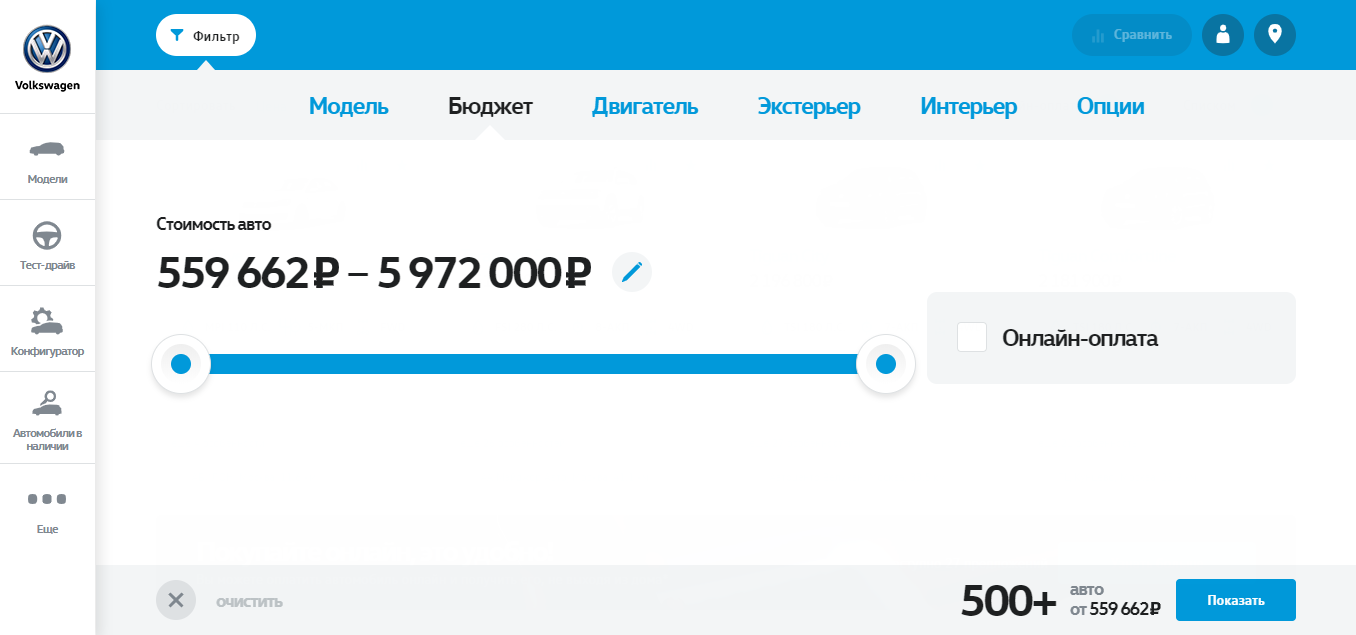 Фильтр
Сравнить
Volkswagen
Модель
Бюджет
Двигатель
Экстерьер
Интерьер
Опции
Модели
Тест-драйв
Конфигуратор
Автомобили в
наличии
Еще
Стоимость авто
559 662₽ – 5 972 000₽
Онлайн-оплата
очистить
500+
авто
от 559 662₽
Показать